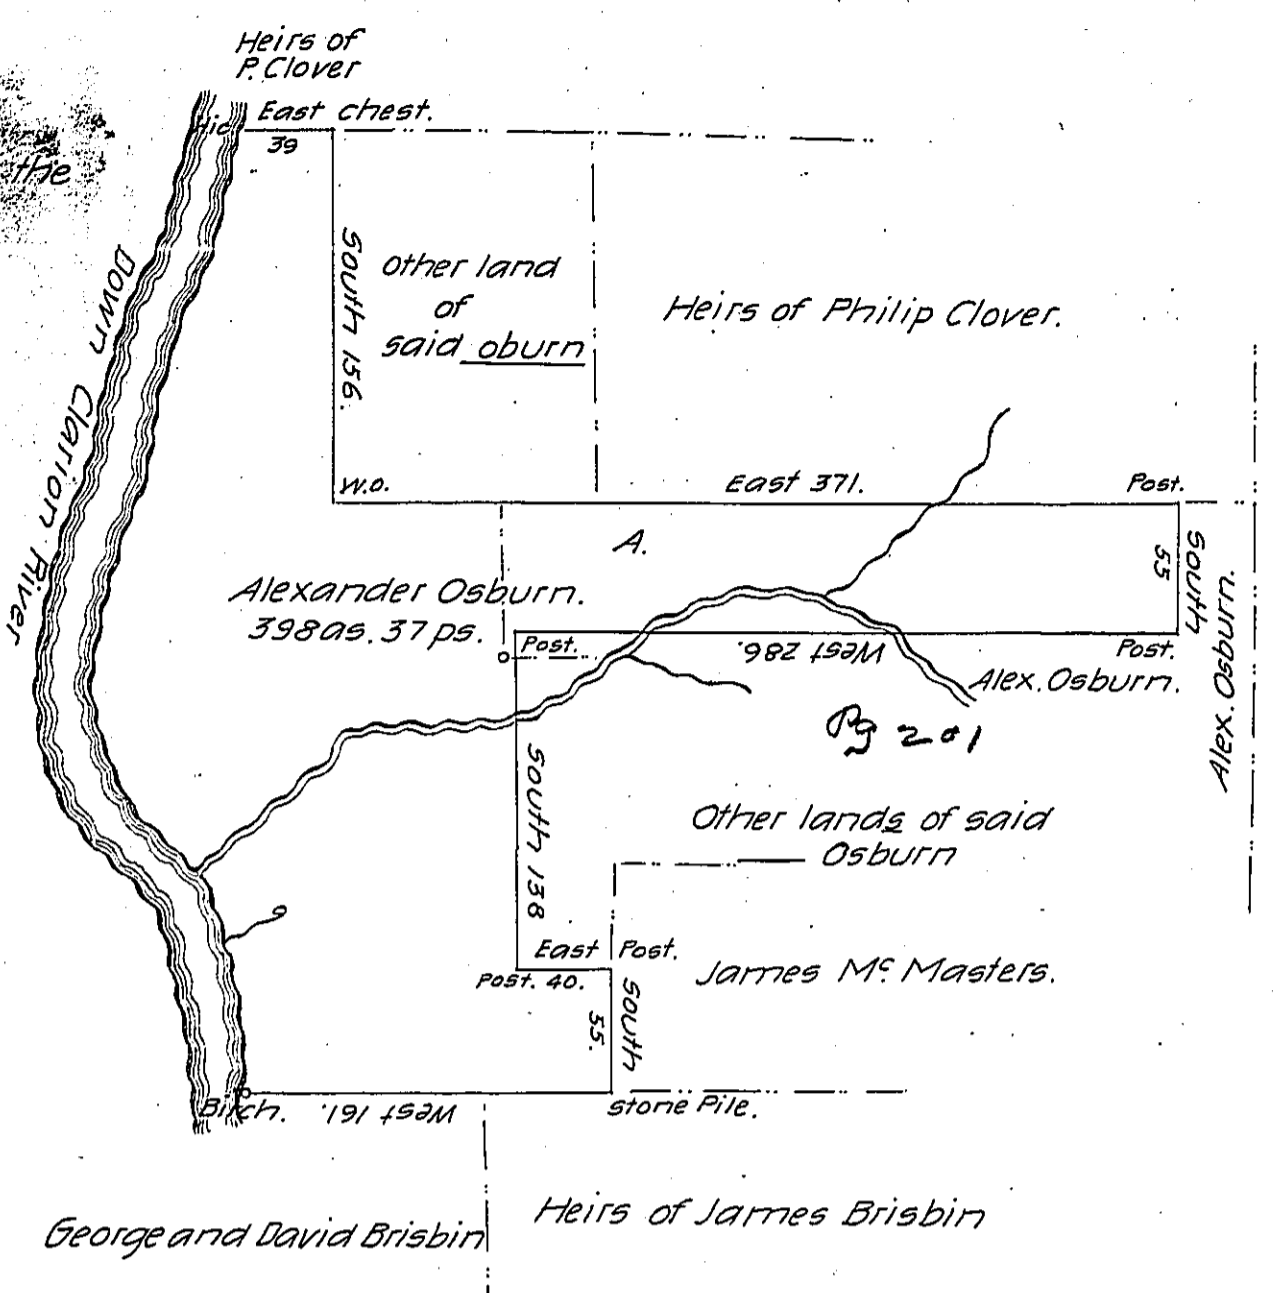 Heirs of
P. Clover
Hic
East chest.
39
the
Down Clarion River
South 156.
other land
of
said oburn
Heirs of Philip Clover.
W.O.
East 371.
Post.
A.
South
55
Alex. Osburn.
Alexander Osburn.
398as. 37ps.
Post.
West 286.
Post.
Alex. Osburn.
Pg 201
South 138
Other lands of said
Osburn
East
Post.
Post. 40.
James Mc Masters.
South
55.
Birch.
West 161.
stone Pile.
George and David Brisbin
Heirs of James Brisbin